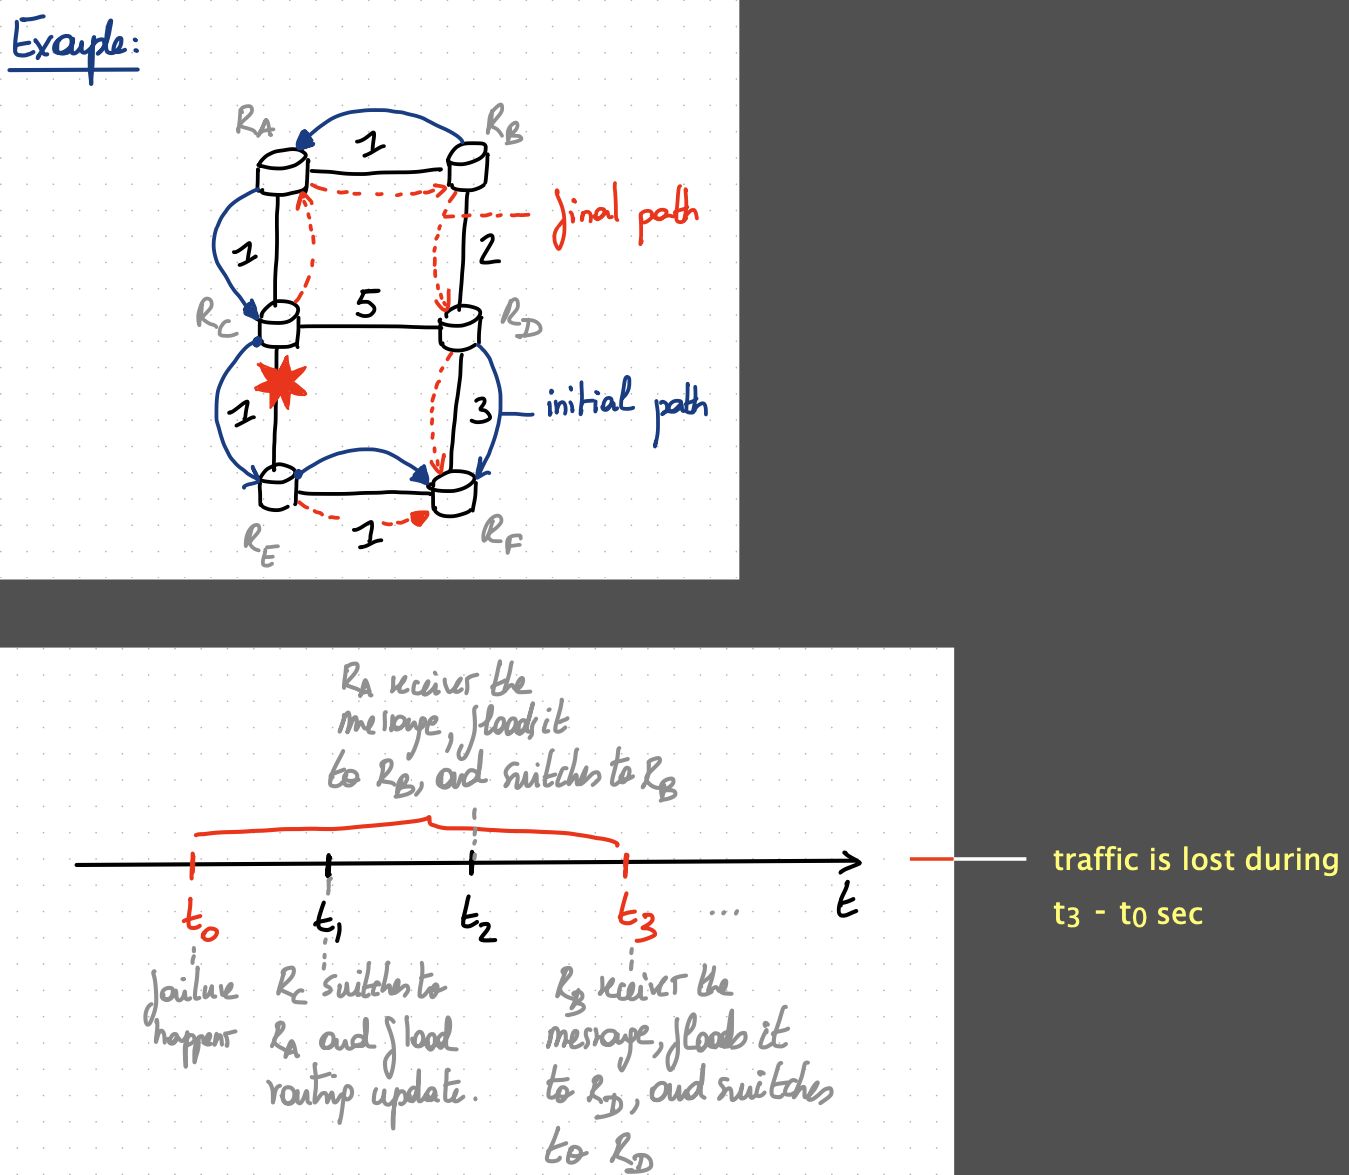 Example:
R_A
R_B
1
final path
1
2
R_C
5
R_D
initial path
1
3
R_E
1
R_F
R_A receives the
message, floods it
to R_B, and switches to R_B
t_0
t_1
t_2
t_3
...
t
failure
happens
R_C switches to
R_A and flood
routing update.
R_B receives the
message, floods it
to R_D, and switches
to R_D
traffic is lost during
t3 - t0 sec